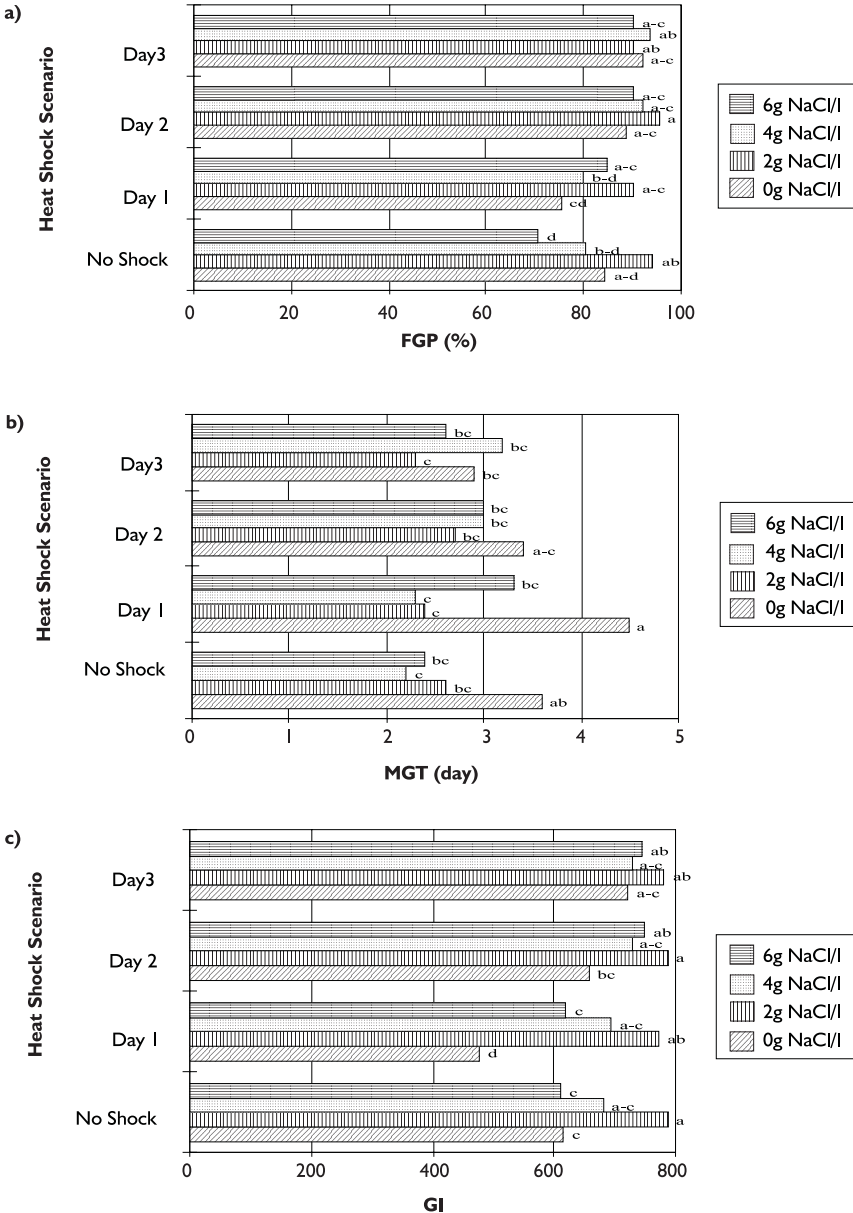 a)
Heat Shock Scenario
Day3
Day 2
Day 1
No Shock
a-c
ab
ab
a-c
a-c
a-c
a
a-c
a-c
b-d
a-c
cd
d
b-d
ab
a-d
0 20 40 60 80 100
FGP (%)
6g NaCl/l
4g NaCl/l
2g NaCl/l
0g NaCl/l
b)
Heat Shock Scenario
Day3
Day 2
Day 1
No Shock
bc
bc
c
bc
bc
bc
bc
a-c
bc
c
c
a
bc
c
bc
ab
0 1 2 3 4 5
MGT (day)
6g NaCl/l
4g NaCl/l
2g NaCl/l
0g NaCl/l
c)
Heat Shock Scenario
Day3
Day 2
Day 1
No Shock
ab
a-c
ab
a-c
ab
a-c
a
bc
c
a-c
ab
d
c
a-c
a
c
0 200 400 600 800
GI
6g NaCl/l
4g NaCl/l
2g NaCl/l
0g NaCl/l